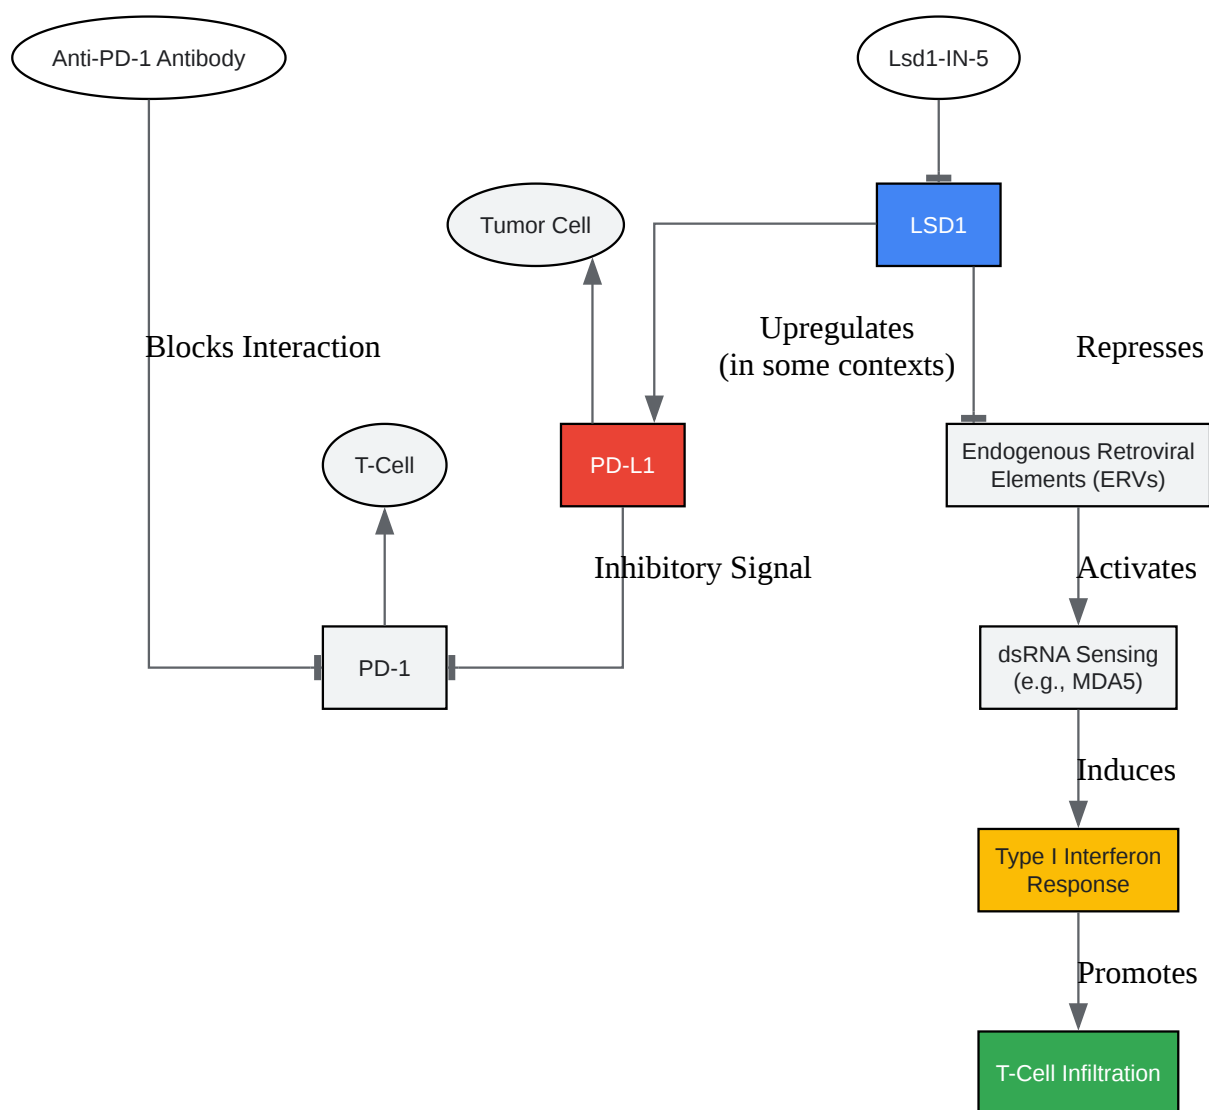 Anti-PD-1 Antibody
Lsd1-IN-5
Tumor Cell
LSD1
Blocks Interaction
Upregulates
(in some contexts)
Represses
T-Cell
PD-L1
Endogenous Retroviral
Elements (ERVs)
Inhibitory Signal
Activates
PD-1
dsRNA Sensing
(e.g., MDA5)
Induces
Type I Interferon
Response
Promotes
T-Cell Infiltration